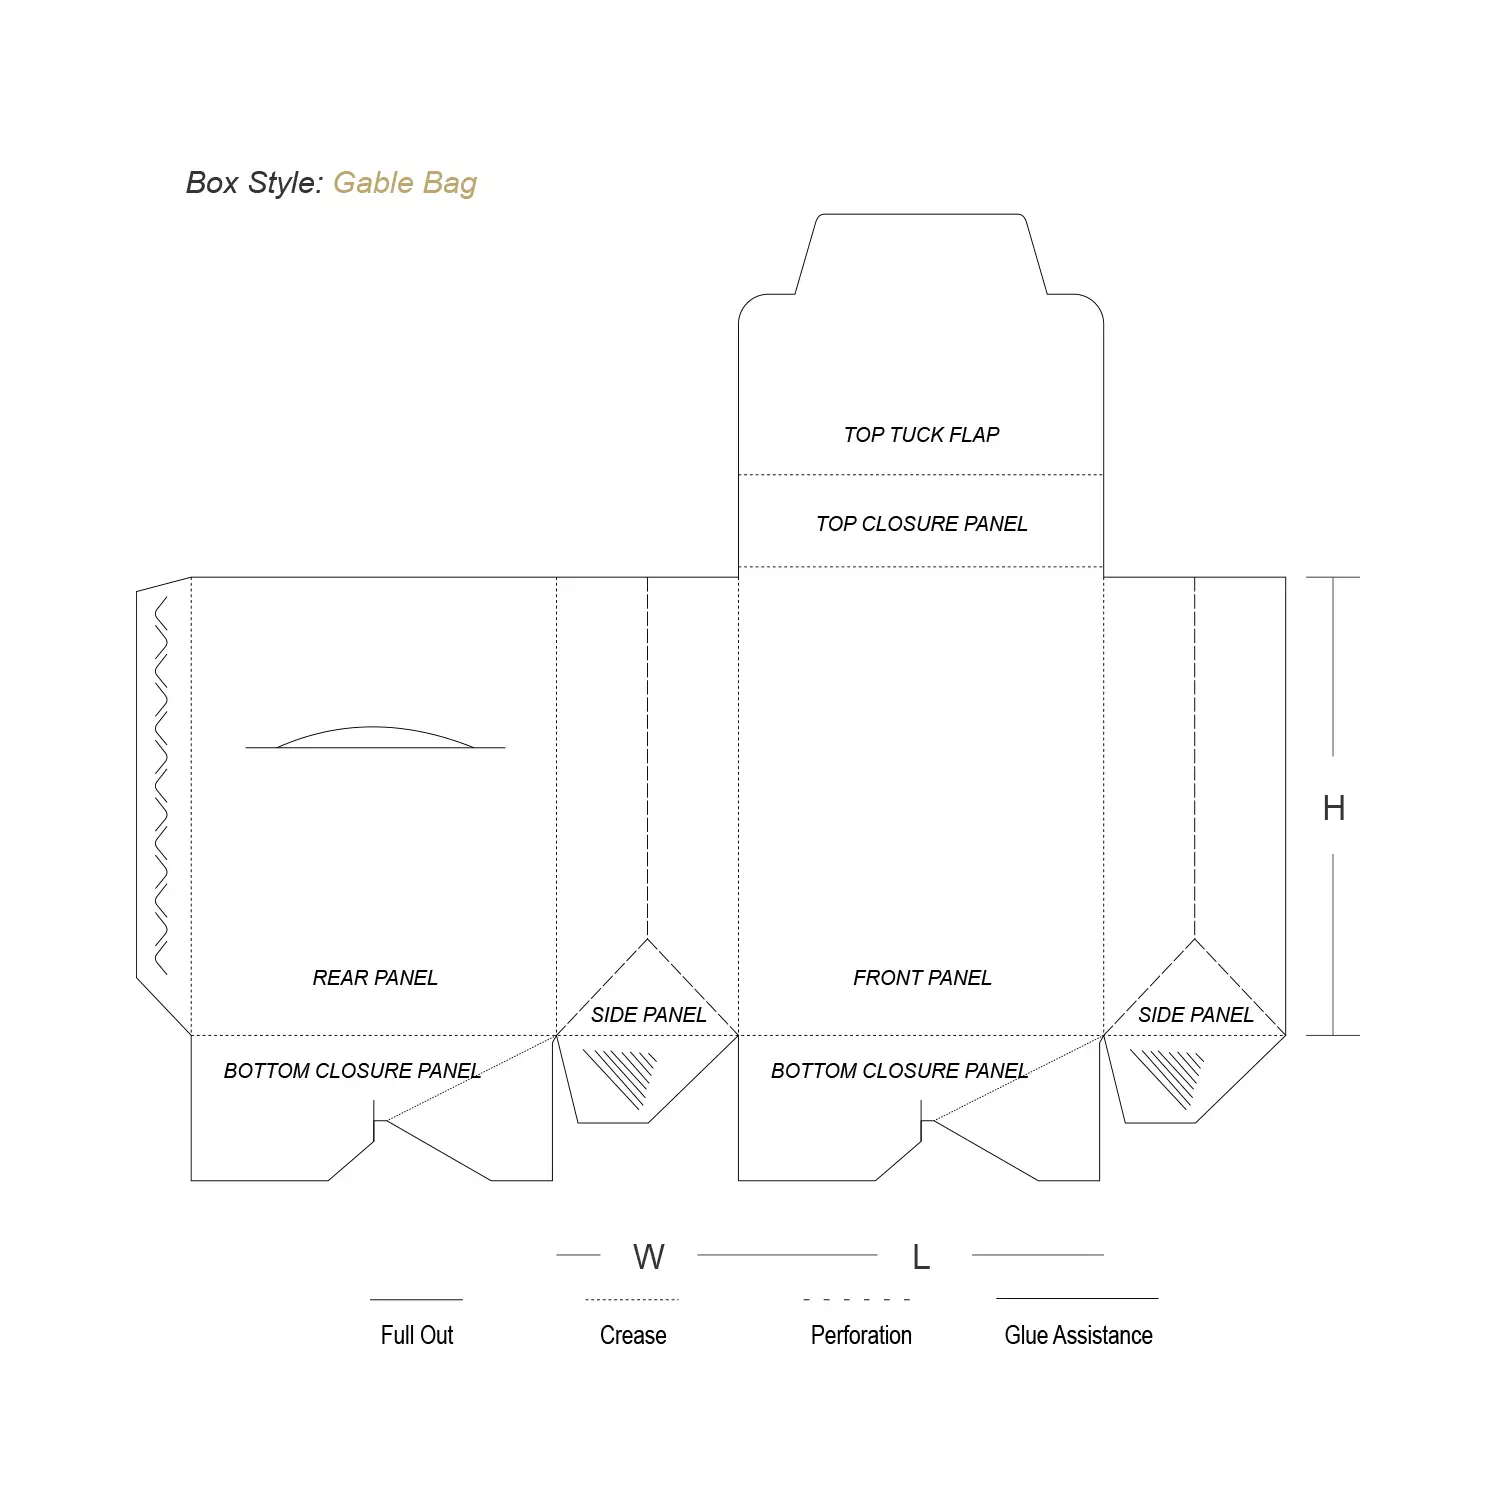 Box Style: Gable Bag
TOP TUCK FLAP
TOP CLOSURE PANEL
H
REAR PANEL
FRONT PANEL
SIDE PANEL
SIDE PANEL
BOTTOM CLOSURE PANEL
BOTTOM CLOSURE PANEL
W
L
Full Out
Crease
Perforation
Glue Assistance